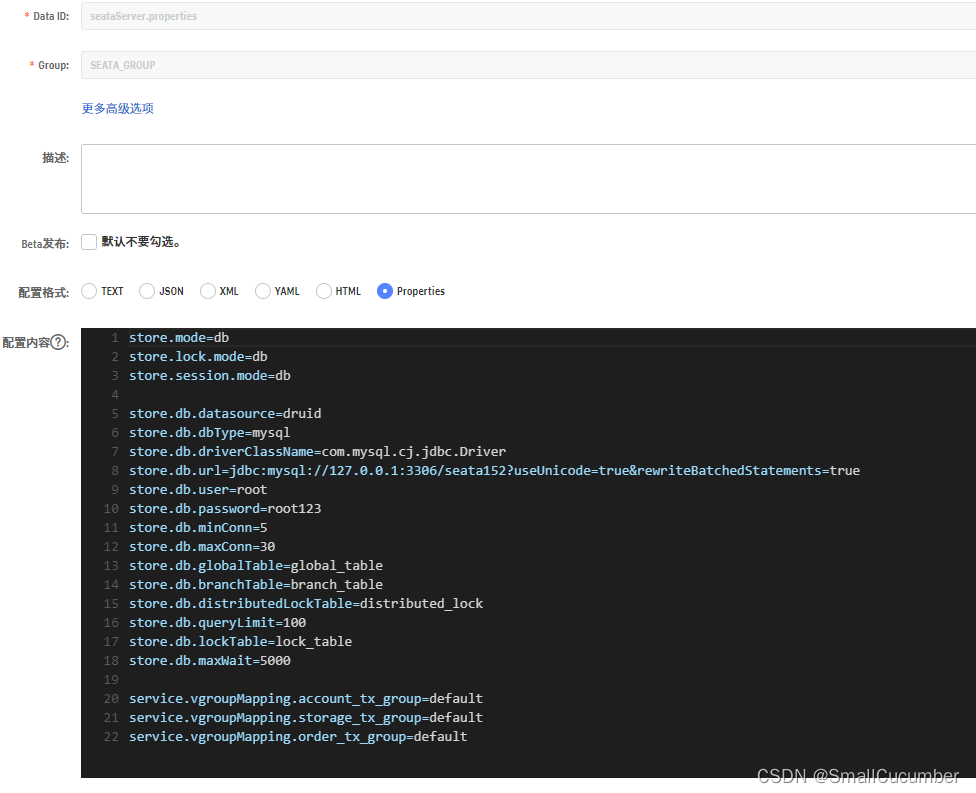 * Data ID: seataServer.properties
* Group: SEATA_GROUP
更多高级选项
描述:
Beta发布: 默认不要勾选。
配置格式: TEXT JSON XML YAML HTML Properties
配置内容?:
1 store.mode=db
2 store.lock.mode=db
3 store.session.mode=db
4
5 store.db.datasource=druid
6 store.db.dbType=mysql
7 store.db.driverClassName=com.mysql.cj.jdbc.Driver
8 store.db.url=jdbc:mysql://127.0.0.1:3306/seata152?useUnicode=true&rewriteBatchedStatements=true
9 store.db.user=root
10 store.db.password=root123
11 store.db.minConn=5
12 store.db.maxConn=30
13 store.db.globalTable=global_table
14 store.db.branchTable=branch_table
15 store.db.distributedLockTable=distributed_lock
16 store.db.queryLimit=100
17 store.db.lockTable=lock_table
18 store.db.maxWait=5000
19
20 service.vgroupMapping.account_tx_group=default
21 service.vgroupMapping.storage_tx_group=default
22 service.vgroupMapping.order_tx_group=default
CSDN @SmallCucumber